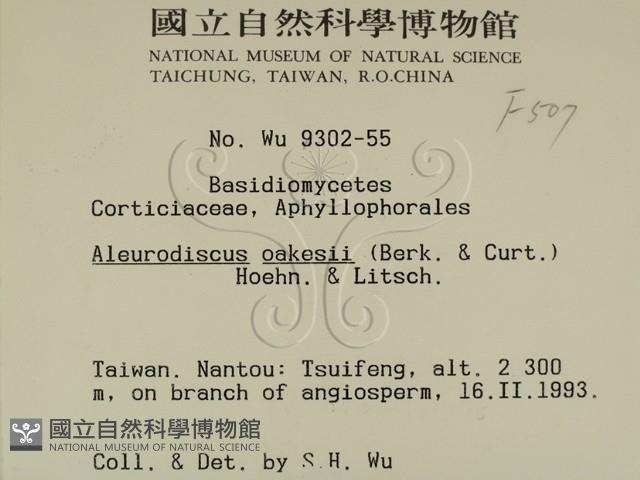 國立自然科學博物館
NATIONAL MUSEUM OF NATURAL SCIENCE
TAICHUNG, TAIWAN, R.O.CHINA
F507
No. Wu 9302-55
Basidiomycetes
Corticiaceae, Aphyllophorales
Aleurodiscus oakesii (Berk. & Curt.)
Hoehn. & Litsch.
Taiwan. Nantou: Tsuifeng, alt. 2 300
m, on branch of angiosperm, 16.II.1993.
國立自然科學博物館
NATIONAL MUSEUM OF NATURAL SCIENCE
Coll. & Det. by S.H. Wu